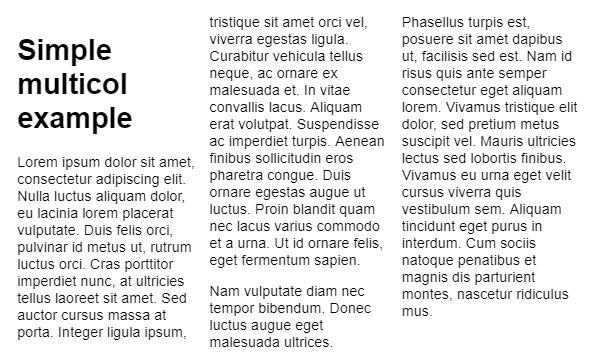 Simple
multicol
example
Lorem ipsum dolor sit amet,
consectetur adipiscing elit.
Nulla luctus aliquam dolor,
eu lacinia lorem placerat
vulputate. Duis felis orci,
pulvinar id metus ut, rutrum
luctus orci. Cras porttitor
imperdiet nunc, at ultricies
tellus laoreet sit amet. Sed
auctor cursus massa at
porta. Integer ligula ipsum,
tristique sit amet orci vel,
viverra egestas ligula.
Curabitur vehicula tellus
neque, ac ornare ex
malesuada et. In vitae
convallis lacus. Aliquam
erat volutpat. Suspendisse
ac imperdiet turpis. Aenean
finibus sollicitudin eros
pharetra congue. Duis
ornare egestas augue ut
luctus. Proin blandit quam
nec lacus varius commodo
et a urna. Ut id ornare felis,
eget fermentum sapien.
Nam vulputate diam nec
tempor bibendum. Donec
luctus augue eget
malesuada ultrices.
Phasellus turpis est,
posuere sit amet dapibus
ut, facilisis sed est. Nam id
risus quis ante semper
consectetur eget aliquam
lorem. Vivamus tristique elit
dolor, sed pretium metus
suscipit vel. Mauris ultricies
lectus sed lobortis finibus.
Vivamus eu urna eget velit
cursus viverra quis
vestibulum sem. Aliquam
tincidunt eget purus in
interdum. Cum sociis
natoque penatibus et
magnis dis parturient
montes, nascetur ridiculus
mus.